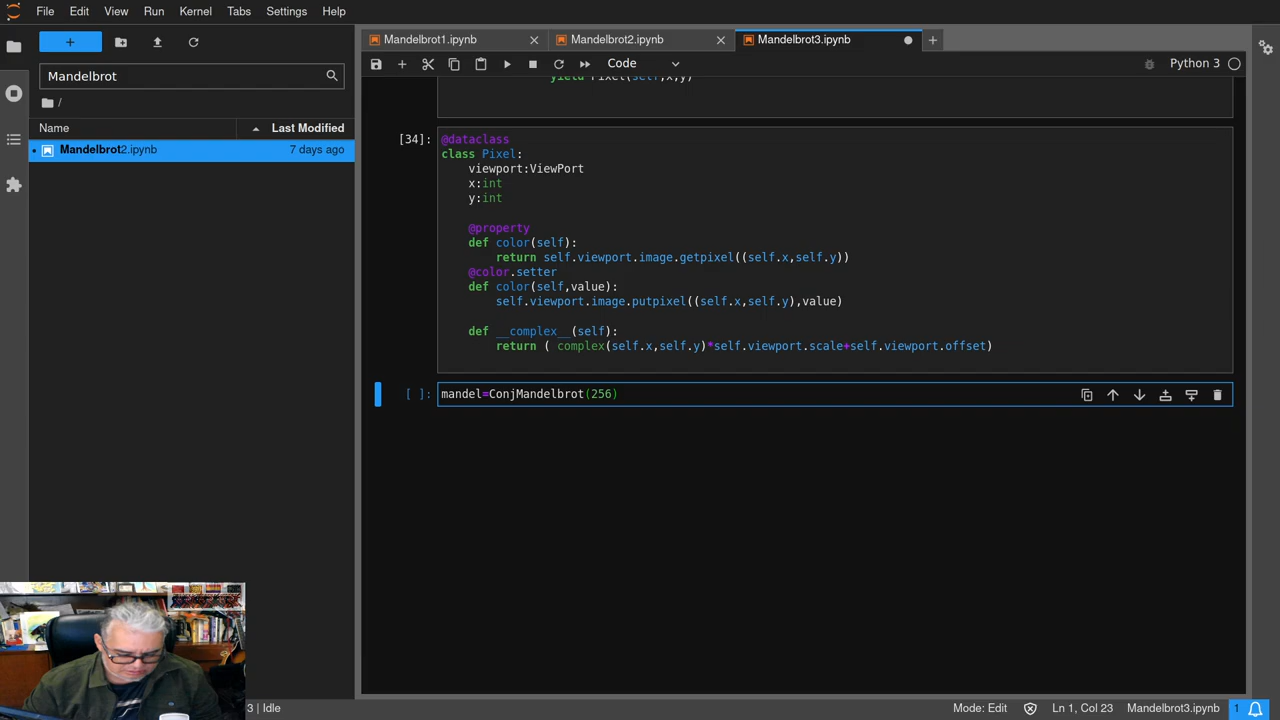 File Edit View Run Kernel Tabs Settings Help
Mandelbrot1.ipynb
Mandelbrot2.ipynb
Mandelbrot3.ipynb
Code
Python 3
Mandelbrot
/
Name Last Modified
Mandelbrot2.ipynb 7 days ago
yield Pixel(self,x,y)
[34]:
@dataclass
class Pixel:
viewport:ViewPort
x:int
y:int
@property
def color(self):
return self.viewport.image.getpixel((self.x,self.y))
@color.setter
def color(self,value):
self.viewport.image.putpixel((self.x,self.y),value)
def __complex__(self):
return ( complex(self.x,self.y)*self.viewport.scale+self.viewport.offset)
[ ]: mandel=ConjMandelbrot(256)
3 | Idle
Mode: Edit
Ln 1, Col 23
Mandelbrot3.ipynb
1